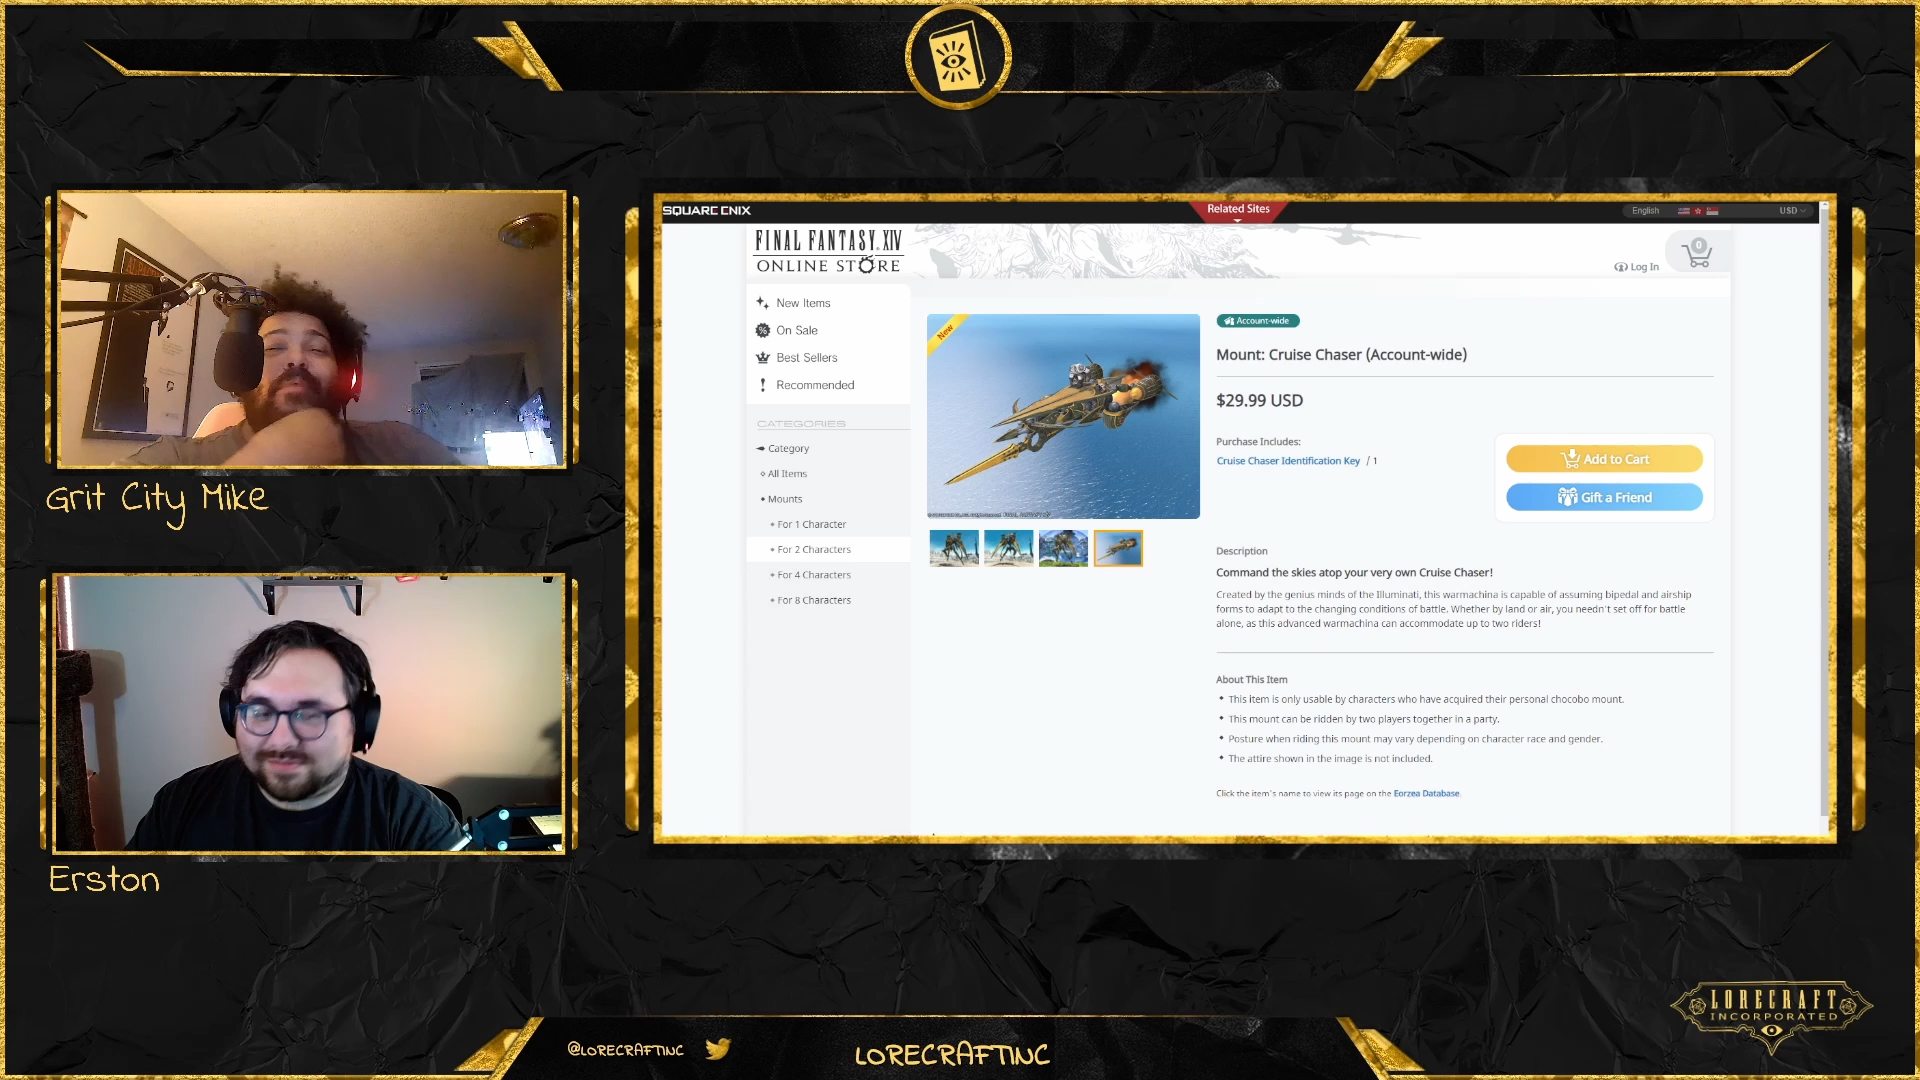 Grit City Mike
Erston
SQUARE ENIX
Related Sites
English
USD
FINAL FANTASY XIV
ONLINE STORE
0
Log In
New Items
On Sale
Best Sellers
Recommended
CATEGORIES
Category
All Items
Mounts
For 1 Character
For 2 Characters
For 4 Characters
For 8 Characters
New
Account-wide
Mount: Cruise Chaser (Account-wide)
$29.99 USD
Purchase Includes:
Cruise Chaser Identification Key / 1
Add to Cart
Gift a Friend
Description
Command the skies atop your very own Cruise Chaser!
Created by the genius minds of the Illuminati, this warmachina is capable of assuming bipedal and airship
forms to adapt to the changing conditions of battle. Whether by land or air, you needn't set off for battle
alone, as this advanced warmachina can accommodate up to two riders!
About This Item
• This item is only usable by characters who have acquired their personal chocobo mount.
• This mount can be ridden by two players together in a party.
• Posture when riding this mount may vary depending on character race and gender.
• The attire shown in the image is not included.
Click the item's name to view its page on the Eorzea Database.
@LORECRAFTINC
LORECRAFTINC
LORECRAFT
INCORPORATED